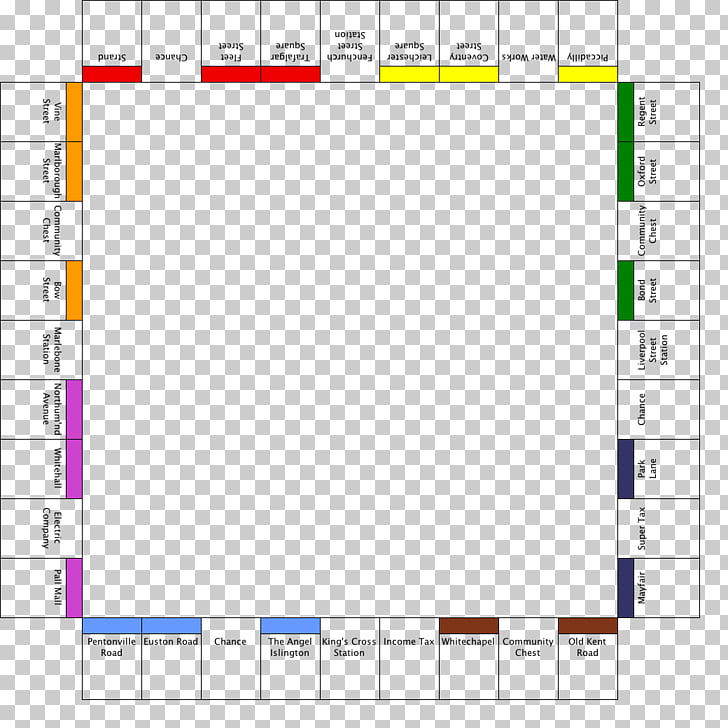 Strand
Chance
Fleet
Street
Trafalgar
Square
Fenchurch
Street
Station
Leichester
Square
Coventry
Street
Water Works
Piccadilly
Vine
Street
Marlborough
Street
Community
Chest
Bow
Street
Marlebone
Station
Northum'nd
Avenue
Whitehall
Electric
Company
Pall Mall
Regent
Street
Oxford
Street
Community
Chest
Bond
Street
Liverpool
Street
Station
Chance
Park
Lane
Super Tax
Mayfair
Pentonville
Road
Euston Road
Chance
The Angel
Islington
King's Cross
Station
Income Tax
Whitechapel
Community
Chest
Old Kent
Road